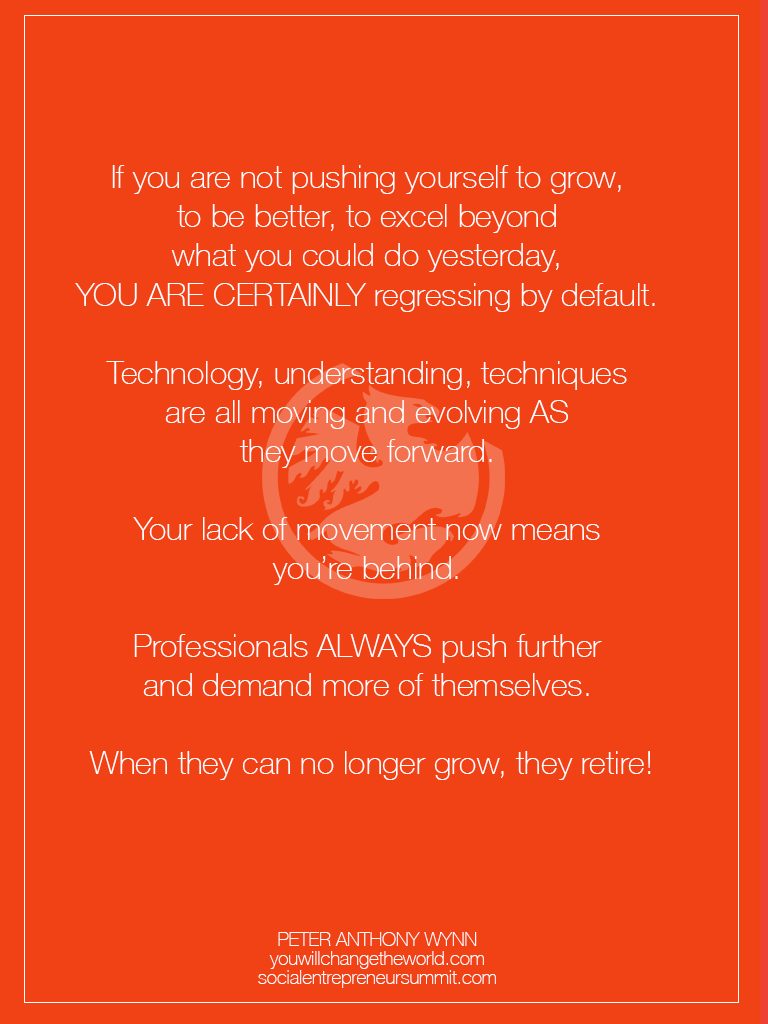 If you are not pushing yourself to grow,
to be better, to excel beyond
what you could do yesterday,
YOU ARE CERTAINLY regressing by default.
Technology, understanding, techniques
are all moving and evolving AS
they move forward.
Your lack of movement now means
you’re behind.
Professionals ALWAYS push further
and demand more of themselves.
When they can no longer grow, they retire!
PETER ANTHONY WYNN
youwillchangetheworld.com
socialentrepreneursummit.com